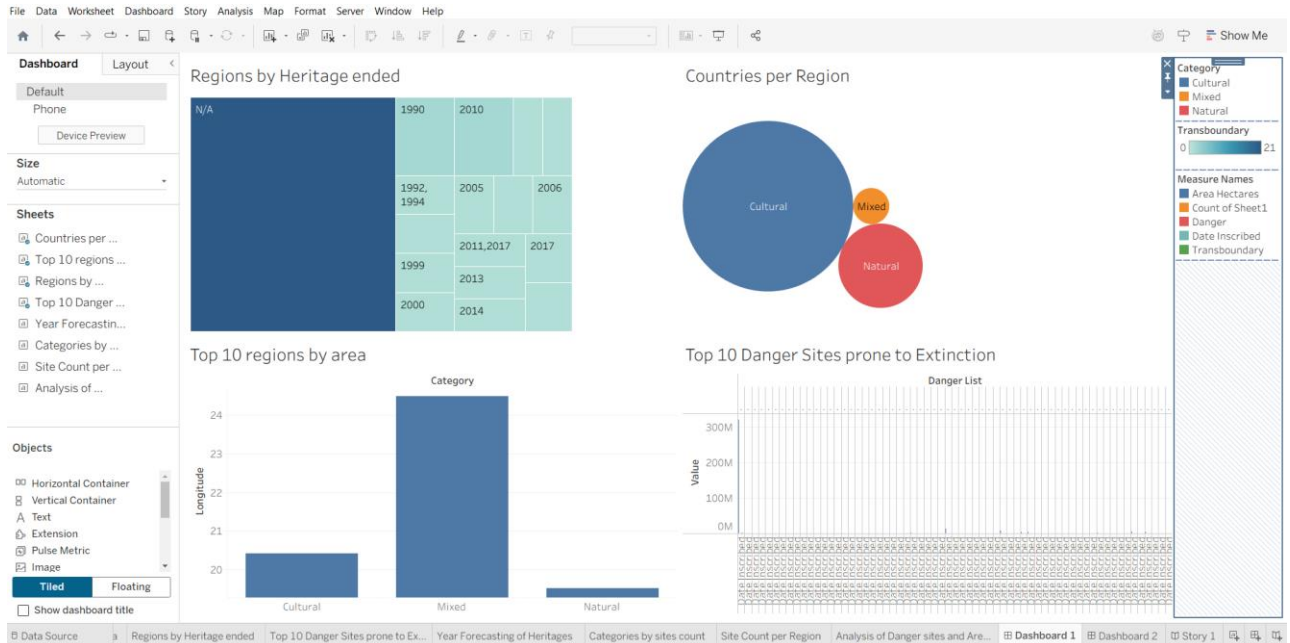 File Data Worksheet Dashboard Story Analysis Map Format Server Window Help
Show Me
Dashboard Layout
Default
Phone
Device Preview
Size
Automatic
Sheets
Countries per ...
Top 10 regions ...
Regions by ...
Top 10 Danger ...
Year Forecastin...
Categories by ...
Site Count per ...
Analysis of ...
Objects
Horizontal Container
Vertical Container
A Text
Extension
Pulse Metric
Image
Tiled Floating
Show dashboard title
Regions by Heritage ended
N/A
1990
2010
1992,
1994
2005
2006
1999
2011,2017
2017
2013
2000
2014
Countries per Region
Cultural
Mixed
Natural
Category
Cultural
Mixed
Natural
Transboundary
0 21
Measure Names
Area Hectares
Count of Sheet1
Danger
Date Inscribed
Transboundary
Top 10 regions by area
Category
Longitude
24
23
22
21
20
Cultural Mixed Natural
Top 10 Danger Sites prone to Extinction
Danger List
Value
300M
200M
100M
0M
Data Source
a
Regions by Heritage ended
Top 10 Danger Sites prone to Ex...
Year Forecasting of Heritages
Categories by sites count
Site Count per Region
Analysis of Danger sites and Are...
Dashboard 1
Dashboard 2
Story 1